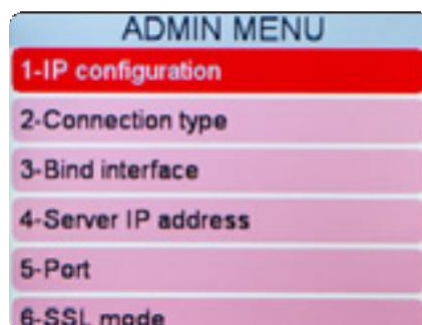 ADMIN MENU
1-IP configuration
2-Connection type
3-Bind interface
4-Server IP address
5-Port
6-SSL mode